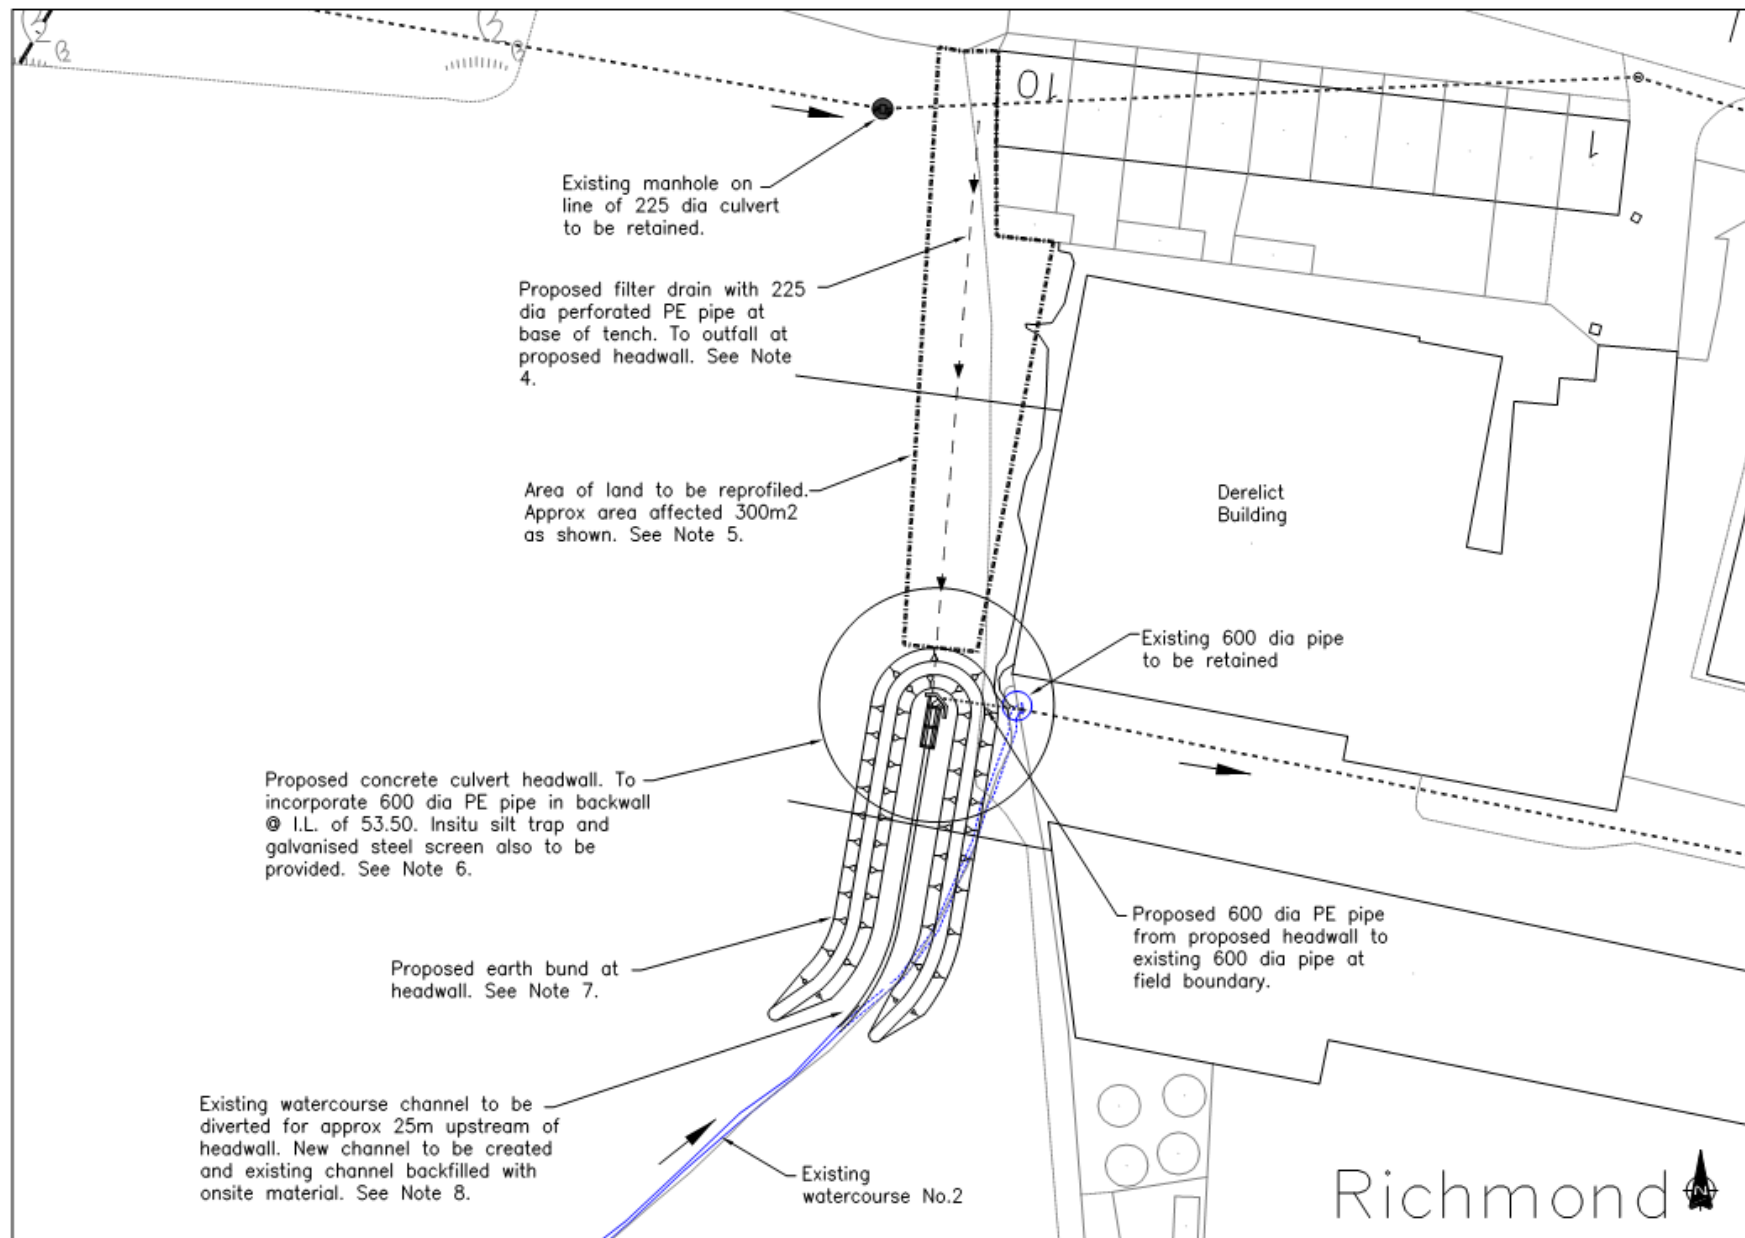 10
1
Existing manhole on
line of 225 dia culvert
to be retained.
Proposed filter drain with 225
dia perforated PE pipe at
base of tench. To outfall at
proposed headwall. See Note
4.
Area of land to be reprofiled.
Approx area affected 300m2
as shown. See Note 5.
Derelict
Building
Existing 600 dia pipe
to be retained
Proposed concrete culvert headwall. To
incorporate 600 dia PE pipe in backwall
@ I.L. of 53.50. Insitu silt trap and
galvanised steel screen also to be
provided. See Note 6.
Proposed 600 dia PE pipe
from proposed headwall to
existing 600 dia pipe at
field boundary.
Proposed earth bund at
headwall. See Note 7.
Existing watercourse channel to be
diverted for approx 25m upstream of
headwall. New channel to be created
and existing channel backfilled with
onsite material. See Note 8.
Existing
watercourse No.2
Richmond
N